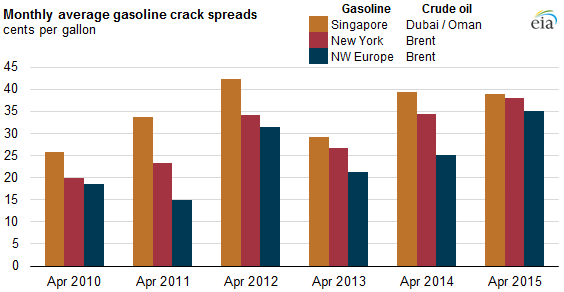 Monthly average gasoline crack spreads
cents per gallon
Gasoline Crude oil
Singapore Dubai / Oman
New York Brent
NW Europe Brent
eia
45
40
35
30
25
20
15
10
5
0
Apr 2010 Apr 2011 Apr 2012 Apr 2013 Apr 2014 Apr 2015